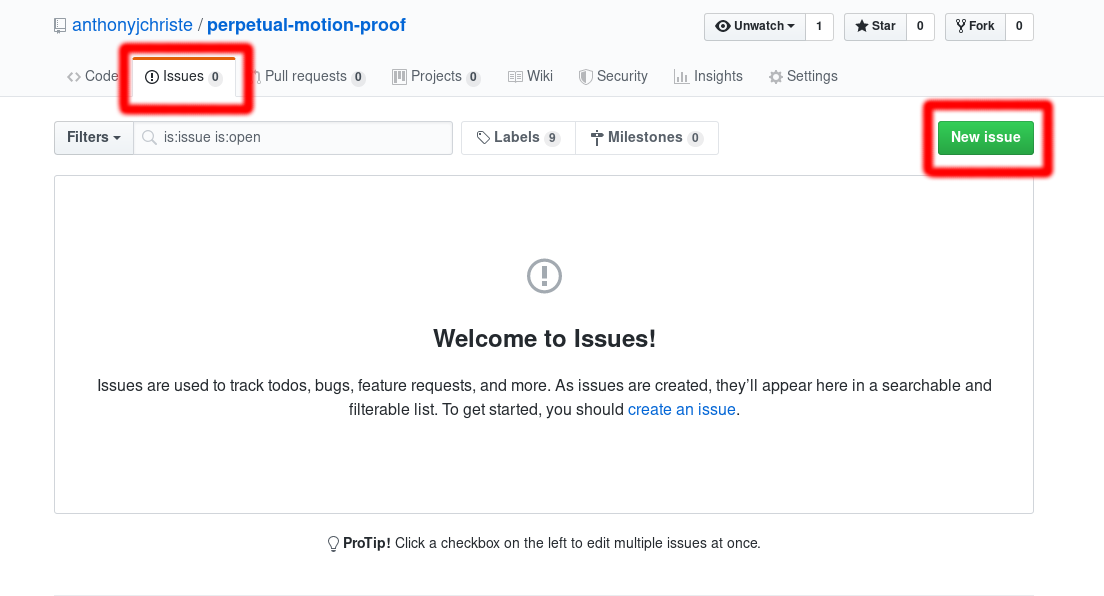 anthonyjchriste / perpetual-motion-proof Unwatch 1 Star 0 Fork 0
Code Issues 0 Pull requests 0 Projects 0 Wiki Security Insights Settings
Filters is:issue is:open Labels 9 Milestones 0 New issue
Welcome to Issues!
Issues are used to track todos, bugs, feature requests, and more. As issues are created, they’ll appear here in a searchable and
filterable list. To get started, you should create an issue.
ProTip! Click a checkbox on the left to edit multiple issues at once.